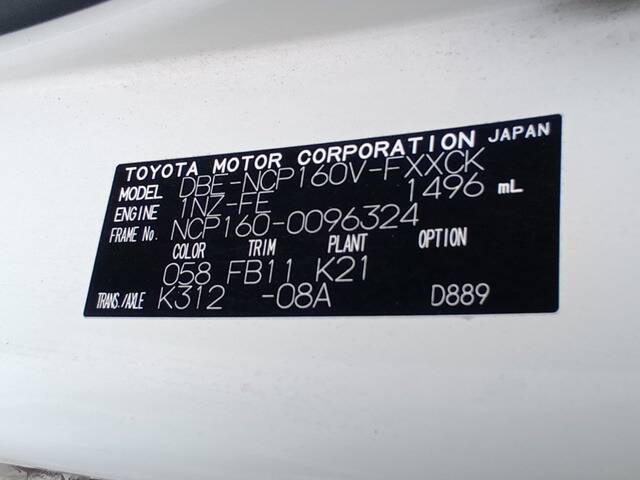 TOYOTA MOTOR CORPORATION JAPAN
MODEL DBE-NCP160V-FXXCK
ENGINE 1NZ-FE 1496 mL
FRAME No. NCP160-0096324
COLOR TRIM PLANT OPTION
058 FB11 K21
TRANS./AXLE K312 -08A D889